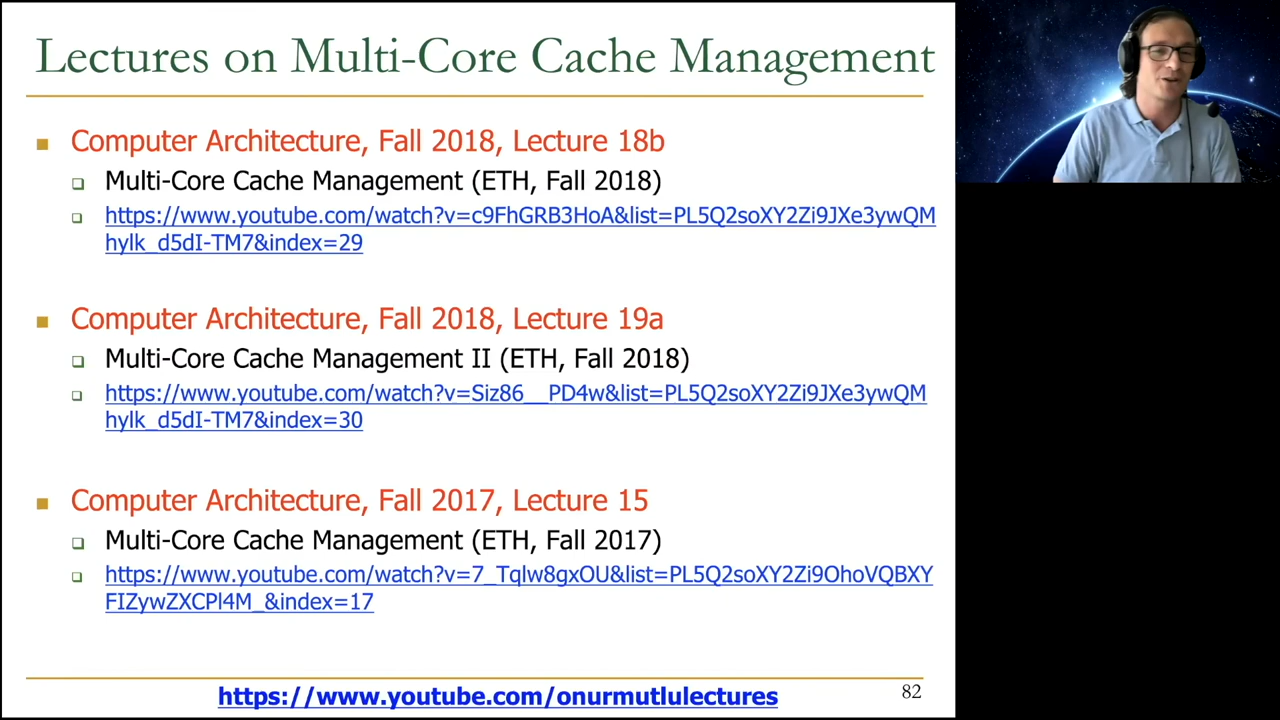 Lectures on Multi-Core Cache Management
Computer Architecture, Fall 2018, Lecture 18b
Multi-Core Cache Management (ETH, Fall 2018)
https://www.youtube.com/watch?v=c9FhGRB3HoA&list=PL5Q2soXY2Zi9JXe3ywQM
hylk_d5dI-TM7&index=29
Computer Architecture, Fall 2018, Lecture 19a
Multi-Core Cache Management II (ETH, Fall 2018)
https://www.youtube.com/watch?v=Siz86__PD4w&list=PL5Q2soXY2Zi9JXe3ywQM
hylk_d5dI-TM7&index=30
Computer Architecture, Fall 2017, Lecture 15
Multi-Core Cache Management (ETH, Fall 2017)
https://www.youtube.com/watch?v=7_Tqlw8gxOU&list=PL5Q2soXY2Zi9OhoVQBXY
FIZywZXCPl4M_&index=17
https://www.youtube.com/onurmutlulectures
82